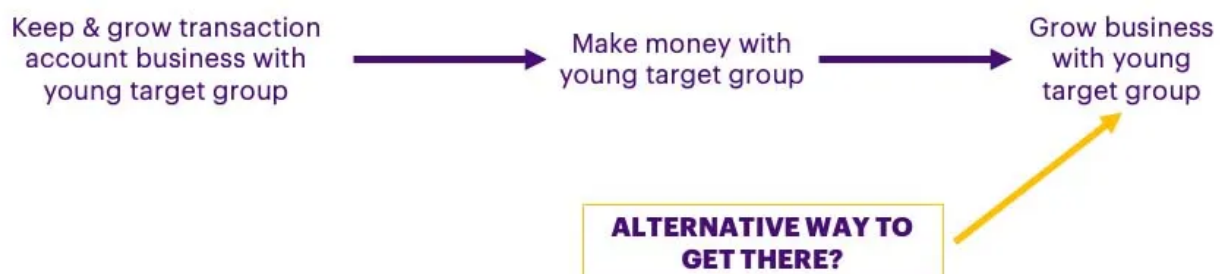 Keep & grow transaction
account business with
young target group
Make money with
young target group
Grow business
with young
target group
ALTERNATIVE WAY TO
GET THERE?